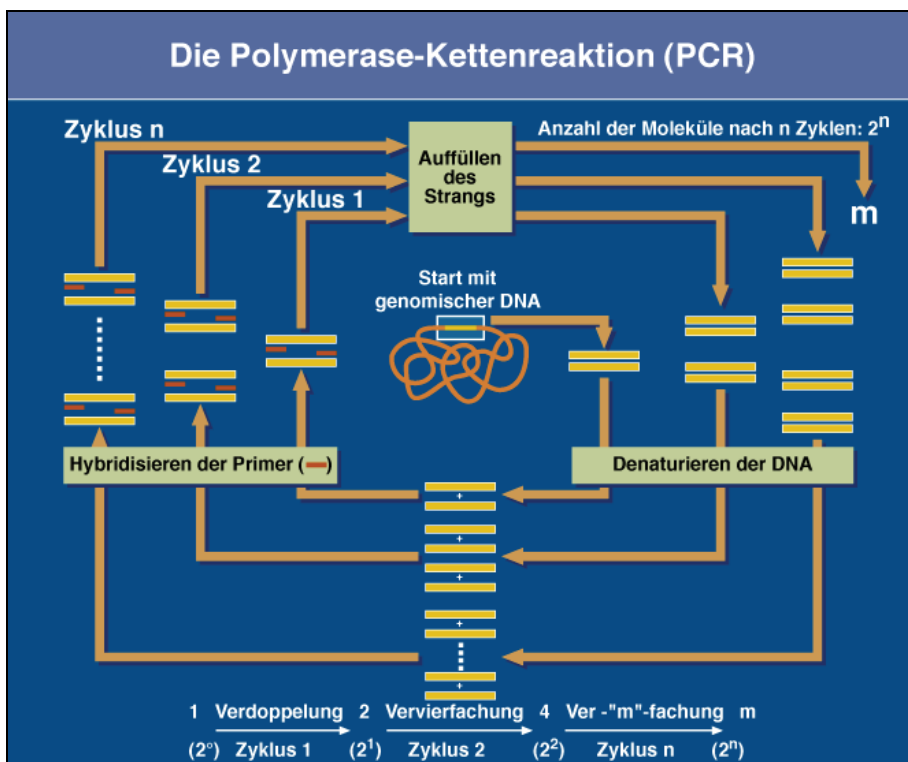 Die Polymerase-Kettenreaktion (PCR)
Zyklus n
Anzahl der Moleküle nach n Zyklen: 2ⁿ
Zyklus 2
Auffüllen
des
Strangs
Zyklus 1
m
Start mit
genomischer DNA
Hybridisieren der Primer ( )
Denaturieren der DNA
+
+
+
+
+
1 Verdoppelung 2 Vervierfachung 4 Ver -"m"-fachung m
(2°) Zyklus 1 (2¹) Zyklus 2 (2²) Zyklus n (2ⁿ)